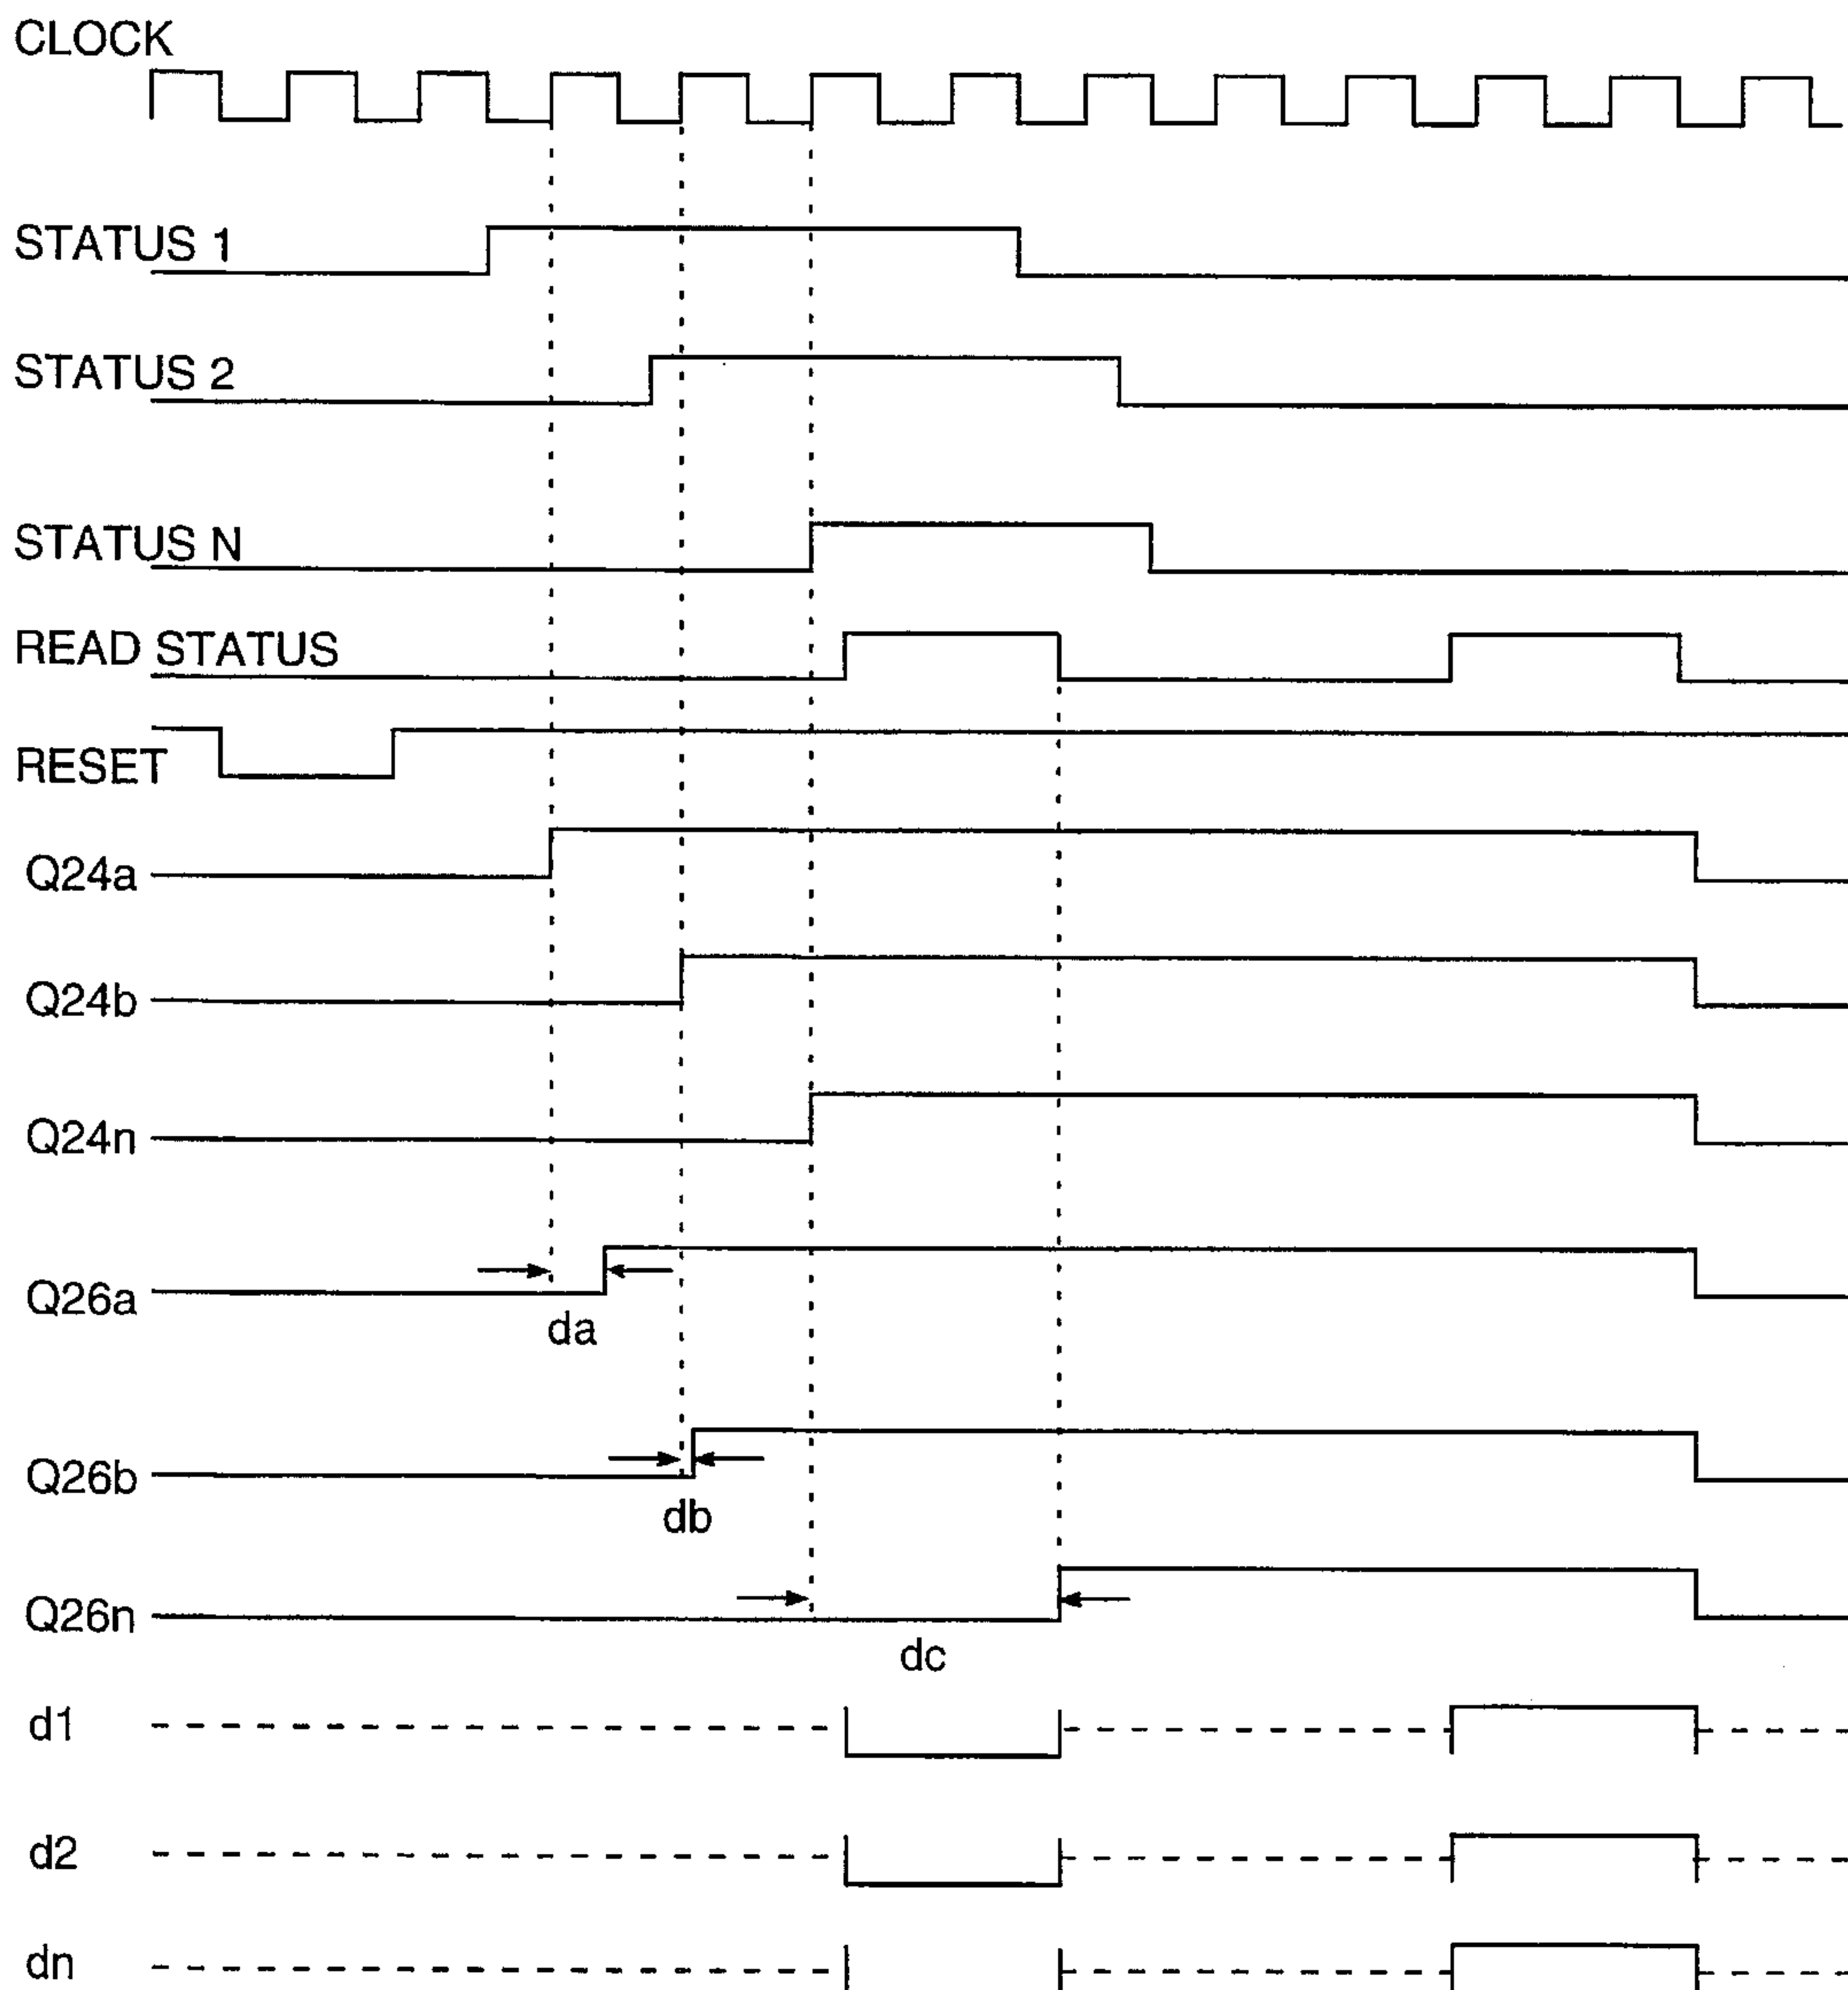 CLOCK
STATUS 1
STATUS 2
STATUS N
READ STATUS
RESET
Q24a
Q24b
Q24n
Q26a
da
Q26b
db
Q26n
dc
d1
d2
dn